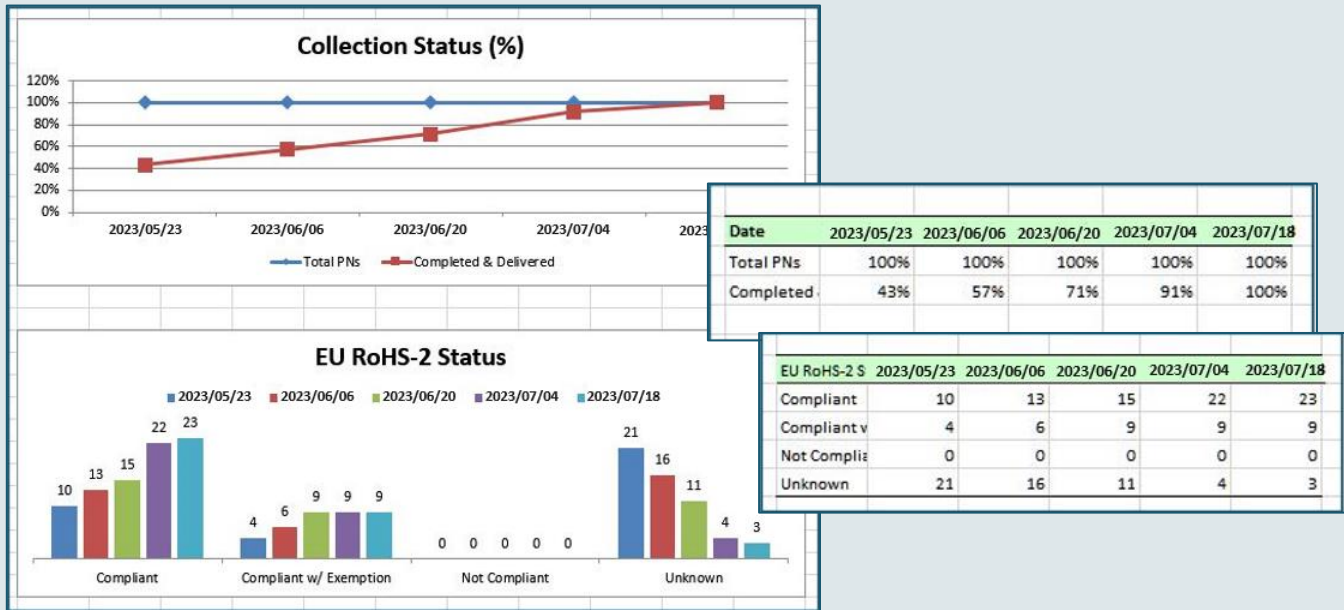 Collection Status (%)
120%
100%
80%
60%
40%
20%
0%
2023/05/23 2023/06/06 2023/06/20 2023/07/04 2023
Total PNs Completed & Delivered
Date 2023/05/23 2023/06/06 2023/06/20 2023/07/04 2023/07/18
Total PNs 100% 100% 100% 100% 100%
Completed 43% 57% 71% 91% 100%
EU RoHS-2 Status
2023/05/23 2023/06/06 2023/06/20 2023/07/04 2023/07/18
10 13 15 22 23
4 6 9 9 9
0 0 0 0 0
21 16 11 4 3
Compliant Compliant w/ Exemption Not Compliant Unknown
EU RoHS-2 S 2023/05/23 2023/06/06 2023/06/20 2023/07/04 2023/07/18
Compliant 10 13 15 22 23
Compliant w 4 6 9 9 9
Not Complia 0 0 0 0 0
Unknown 21 16 11 4 3